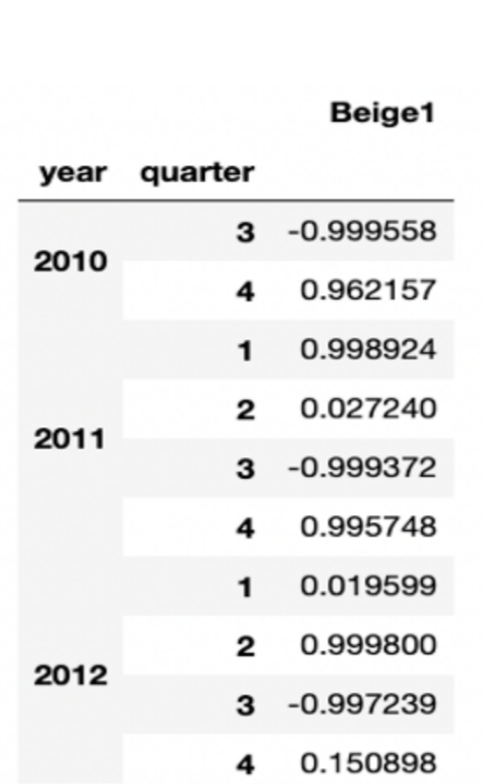 Beige1
year quarter
2010 3 -0.999558
4 0.962157
2011 1 0.998924
2 0.027240
3 -0.999372
4 0.995748
2012 1 0.019599
2 0.999800
3 -0.997239
4 0.150898